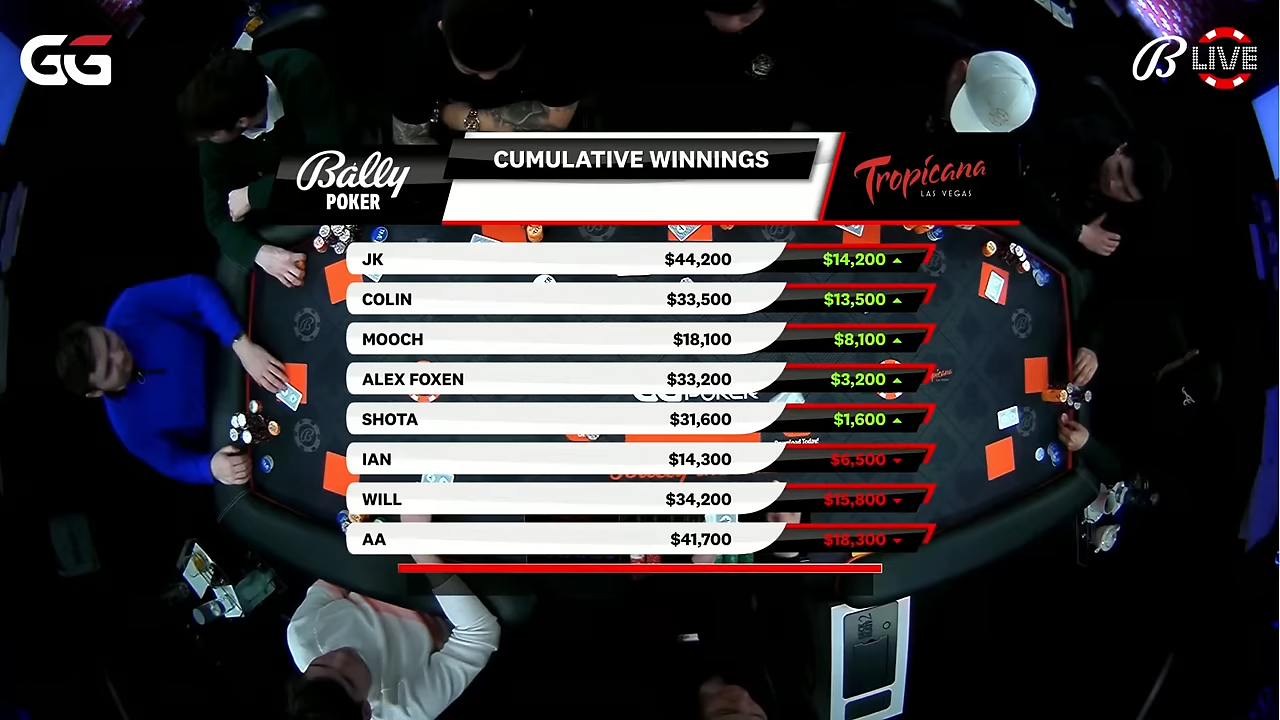 GG
B LIVE
Bally
POKER
CUMULATIVE WINNINGS
Tropicana
LAS VEGAS
JK $44,200 $14,200
COLIN $33,500 $13,500
MOOCH $18,100 $8,100
ALEX FOXEN $33,200 $3,200
SHOTA $31,600 $1,600
IAN $14,300 $6,500
WILL $34,200 $15,800
AA $41,700 $18,300